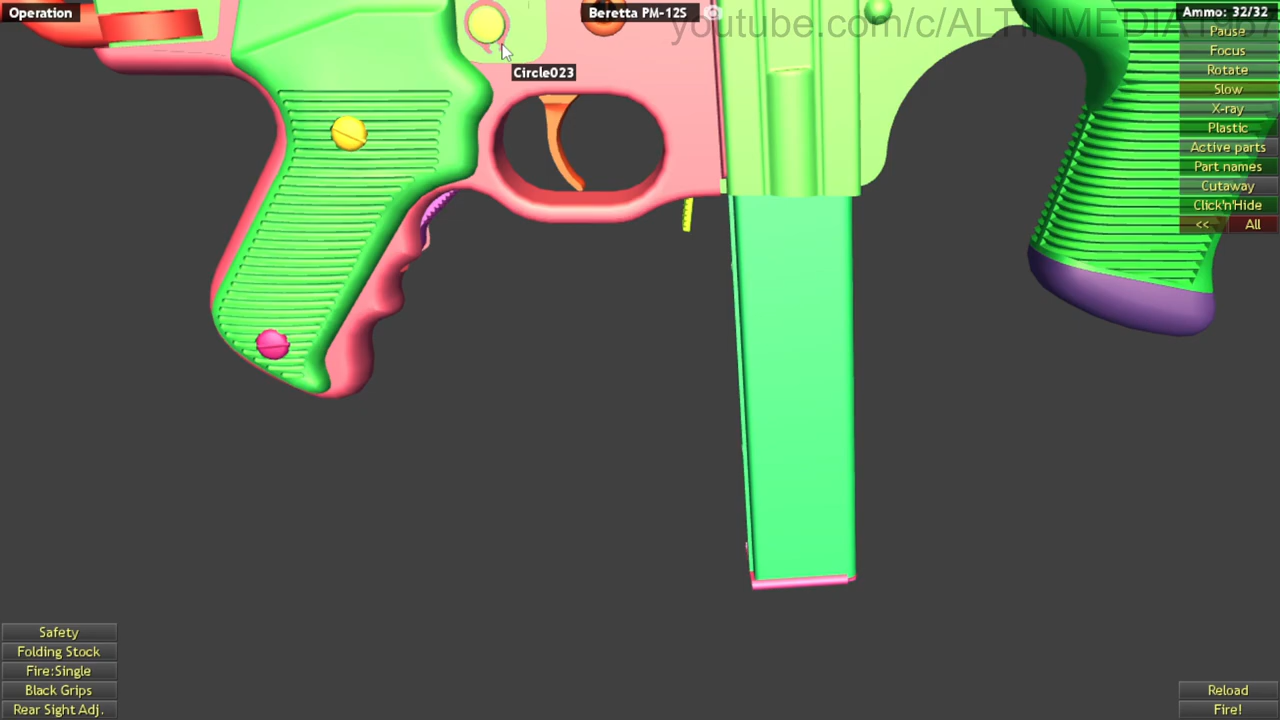 Operation
Beretta PM-12S
youtube.com/c/ALTINMEDIA1987
Ammo: 32/32
Circle023
Pause
Focus
Rotate
Slow
X-ray
Plastic
Active parts
Part names
Cutaway
Click'n'Hide
<< All
Safety
Folding Stock
Fire:Single
Black Grips
Rear Sight Adj.
Reload
Fire!